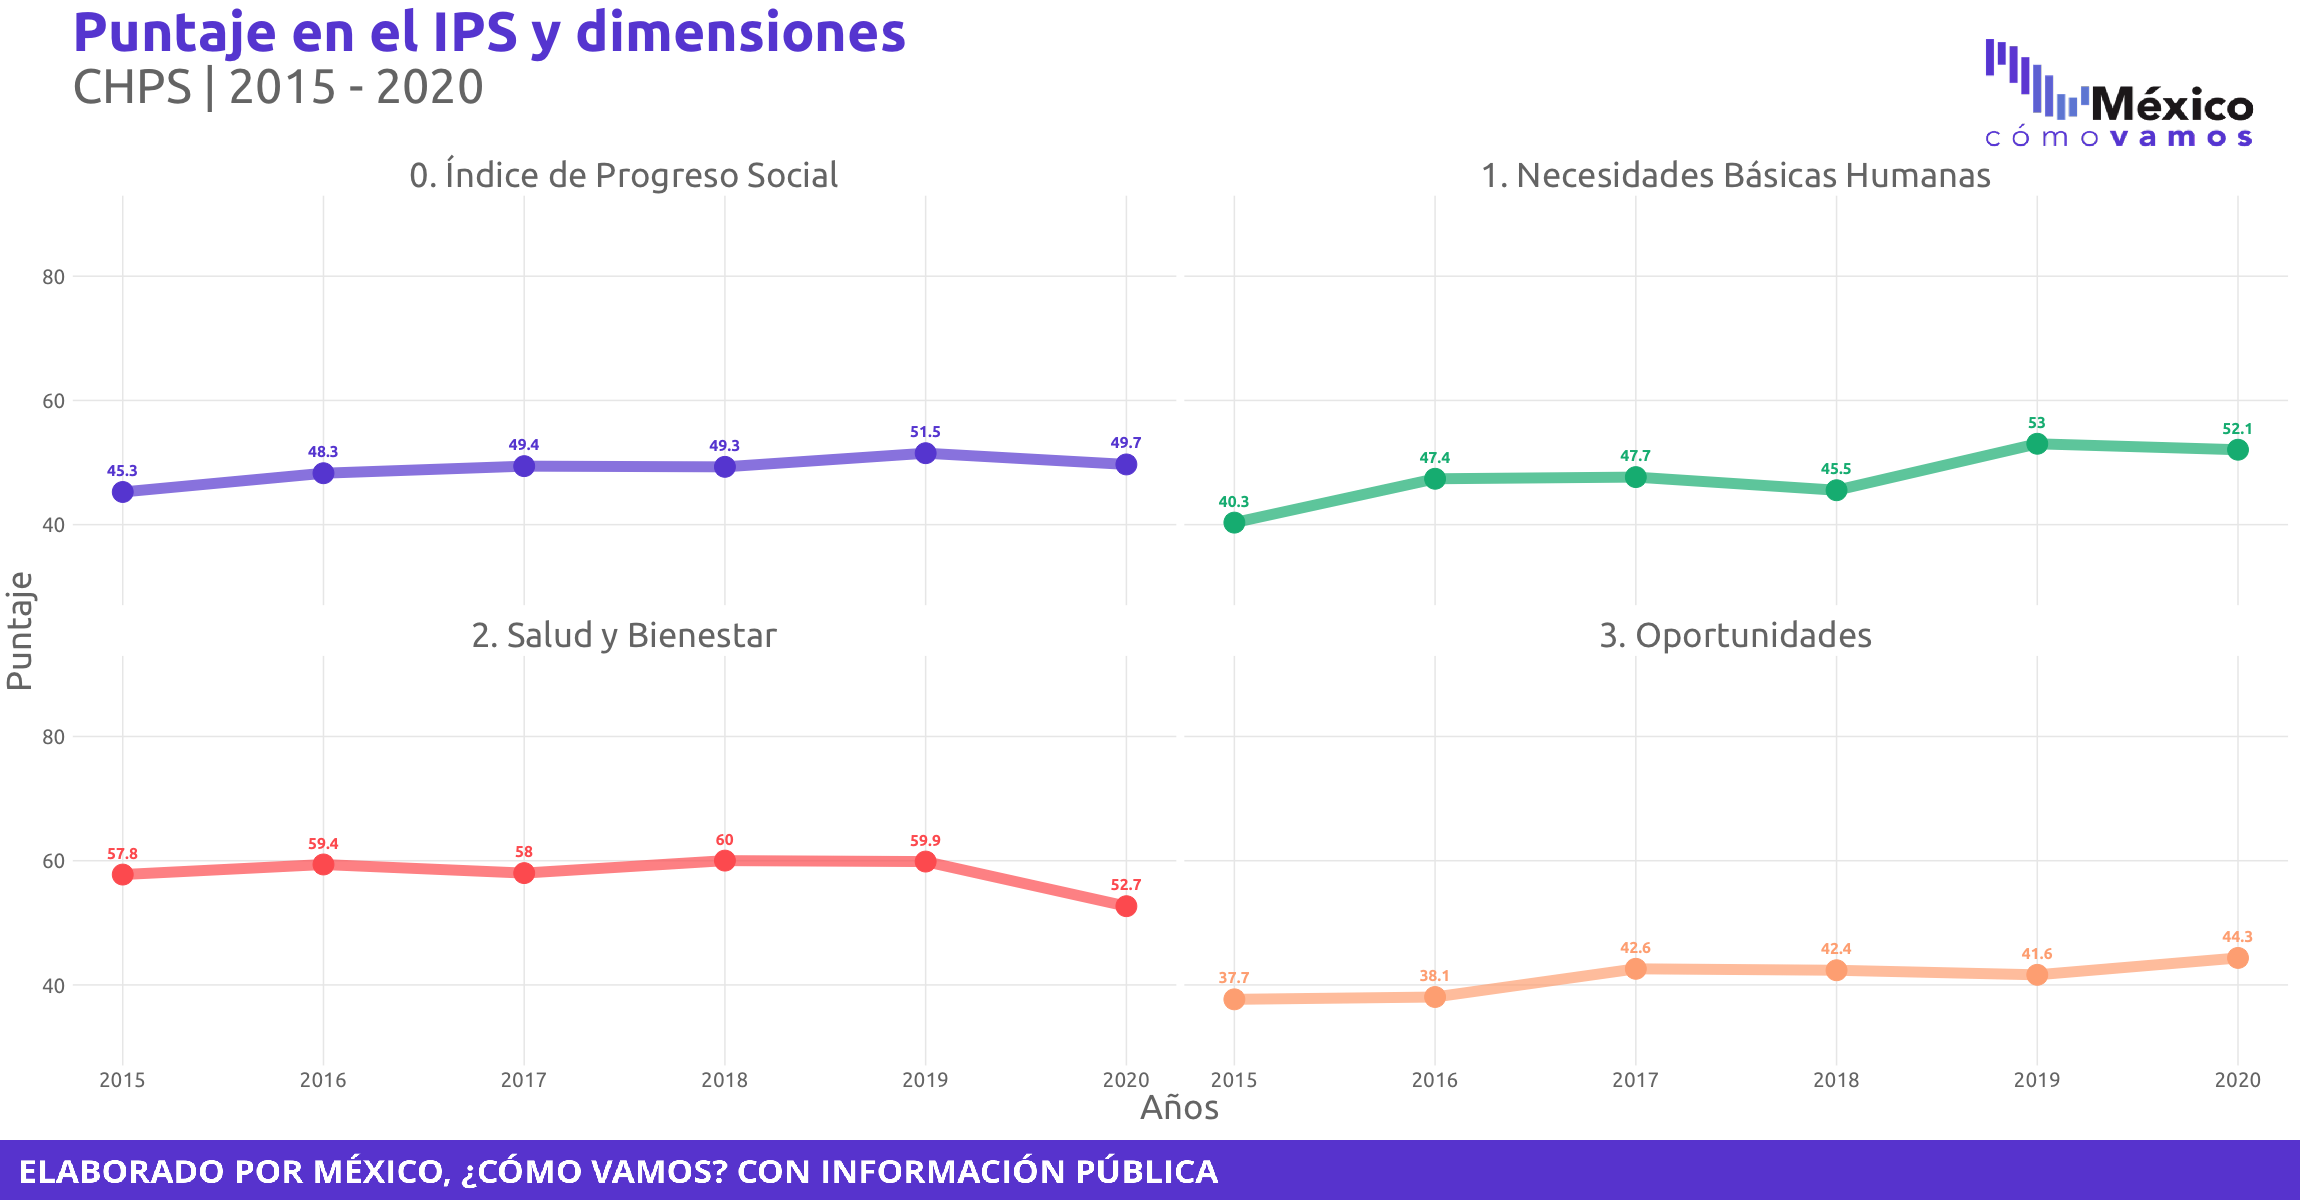 Puntaje en el IPS y dimensiones
CHPS | 2015 - 2020
México
cómovamos
0. Índice de Progreso Social
1. Necesidades Básicas Humanas
80
60
40
45.3
48.3
49.4
49.3
51.5
49.7
40.3
47.4
47.7
45.5
53
52.1
Puntaje
2. Salud y Bienestar
3. Oportunidades
80
60
40
57.8
59.4
58
60
59.9
52.7
37.7
38.1
42.6
42.4
41.6
44.3
2015 2016 2017 2018 2019 2020 2015 2016 2017 2018 2019 2020
Años
ELABORADO POR MÉXICO, ¿CÓMO VAMOS? CON INFORMACIÓN PÚBLICA